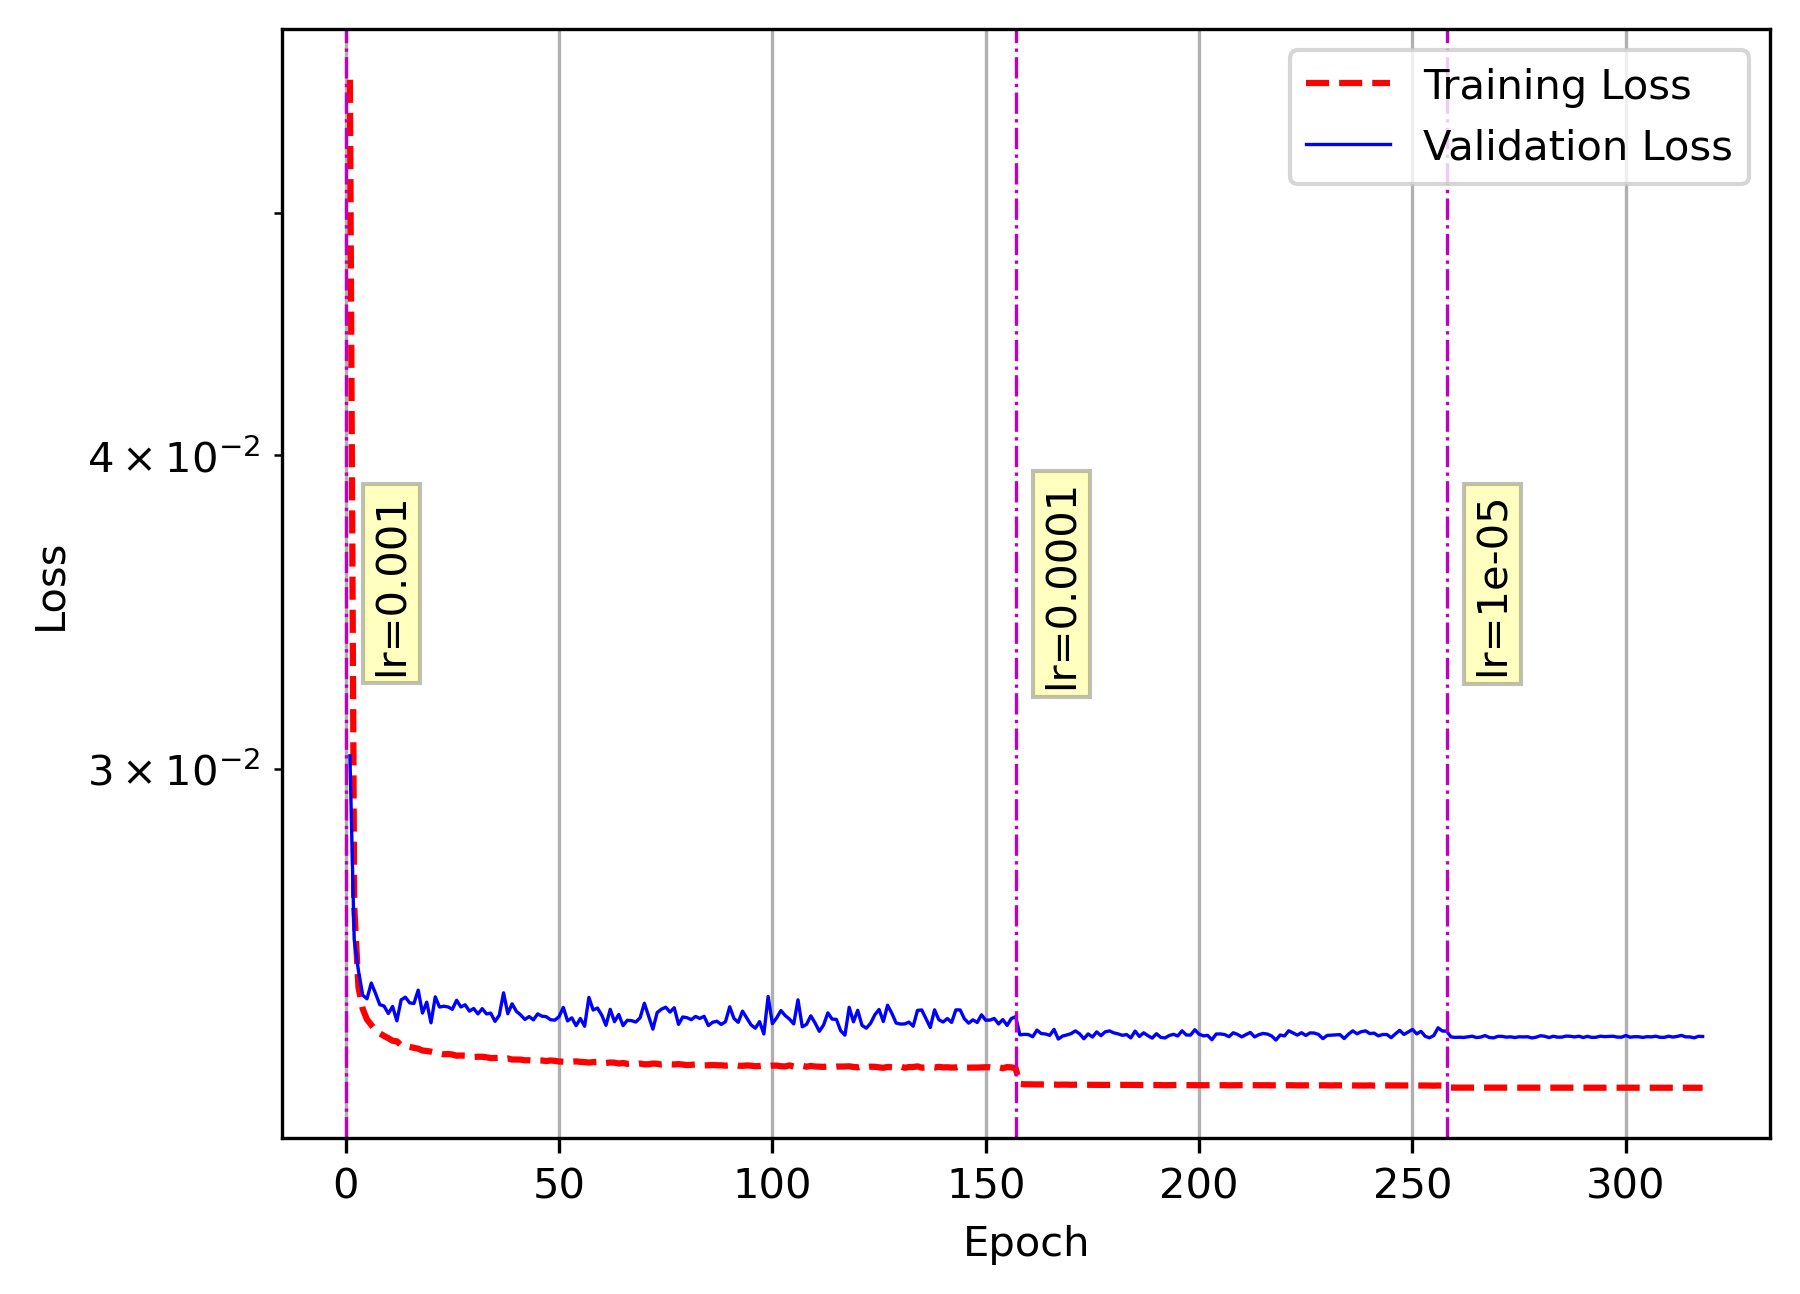 Training Loss
Validation Loss
4 × 10⁻²
3 × 10⁻²
Loss
lr=0.001
lr=0.0001
lr=1e-05
0 50 100 150 200 250 300
Epoch